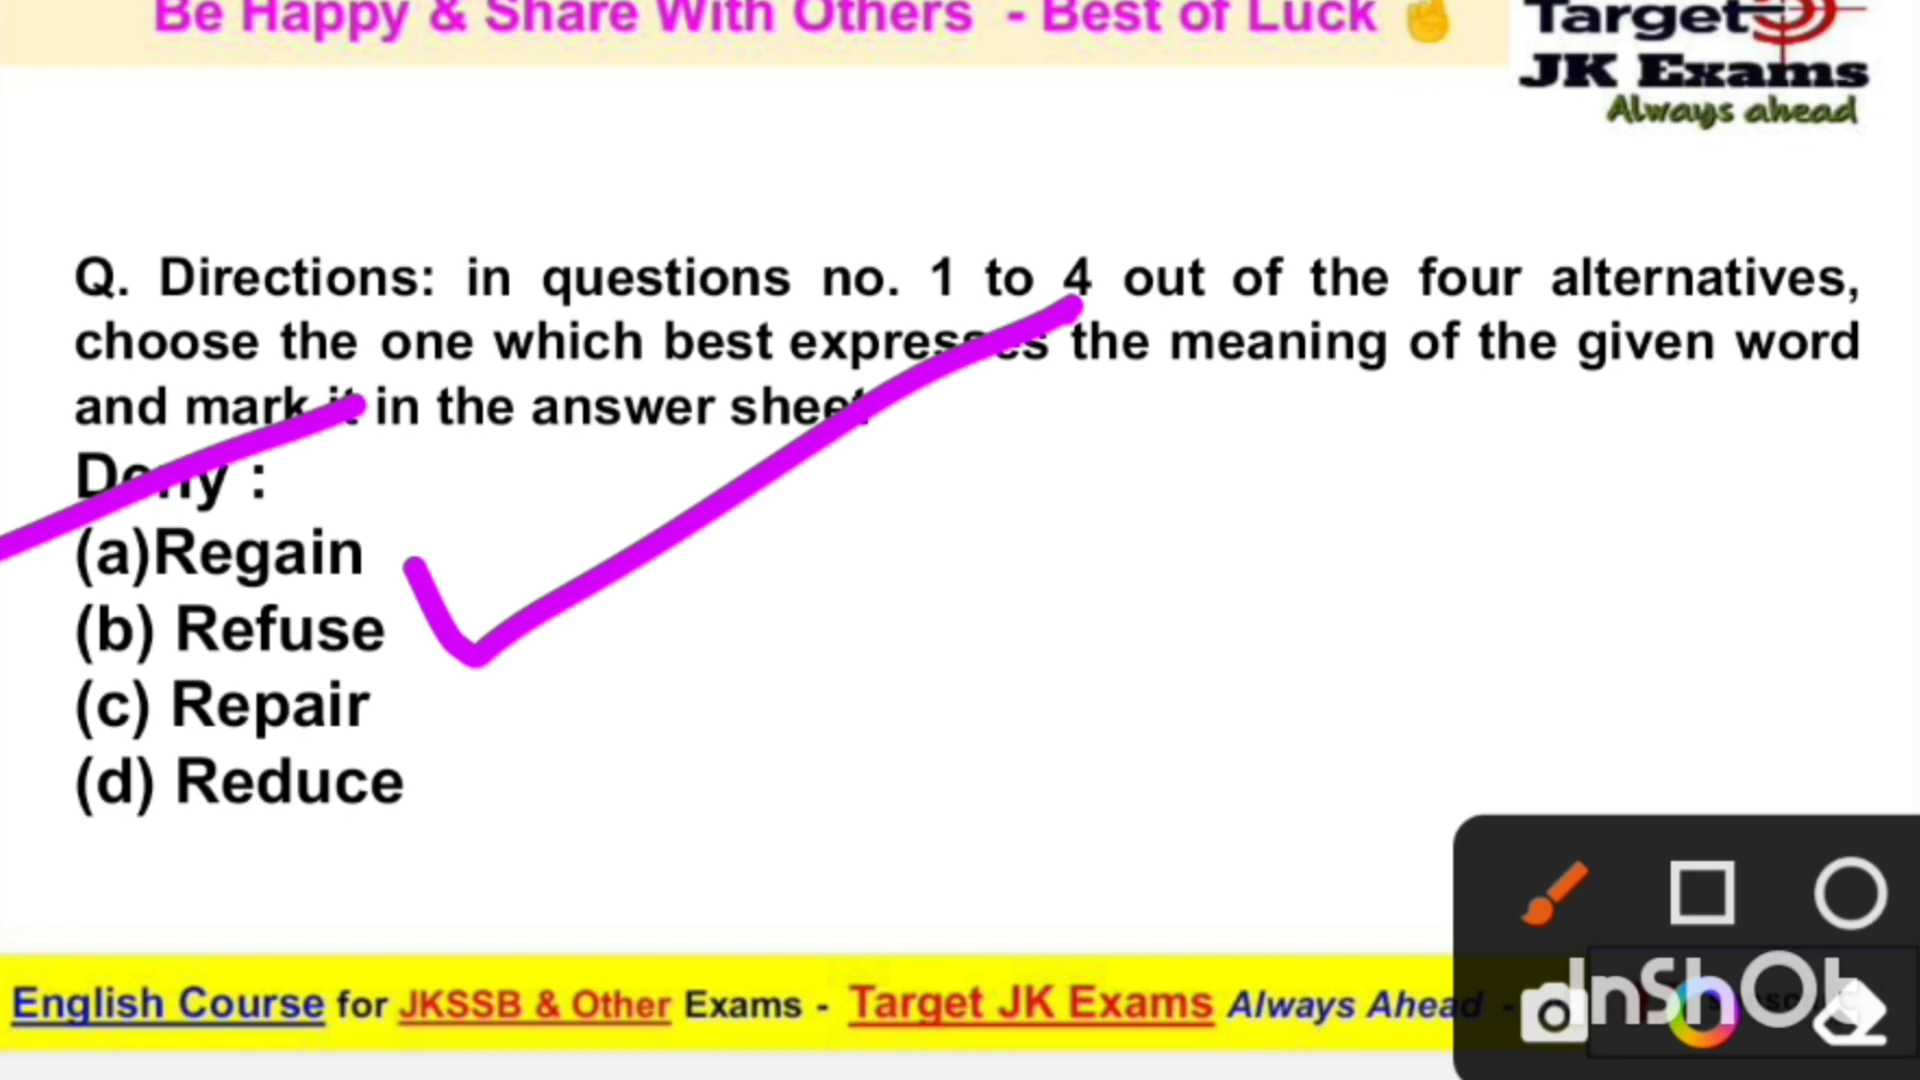 Be Happy & Share With Others - Best of Luck
Target
JK Exams
Always ahead
Q. Directions: in questions no. 1 to 4 out of the four alternatives,
choose the one which best expresses the meaning of the given word
and mark it in the answer sheet
Deny :
(a)Regain
(b) Refuse
(c) Repair
(d) Reduce
English Course for JKSSB & Other Exams - Target JK Exams Always Ahead -
InShOt